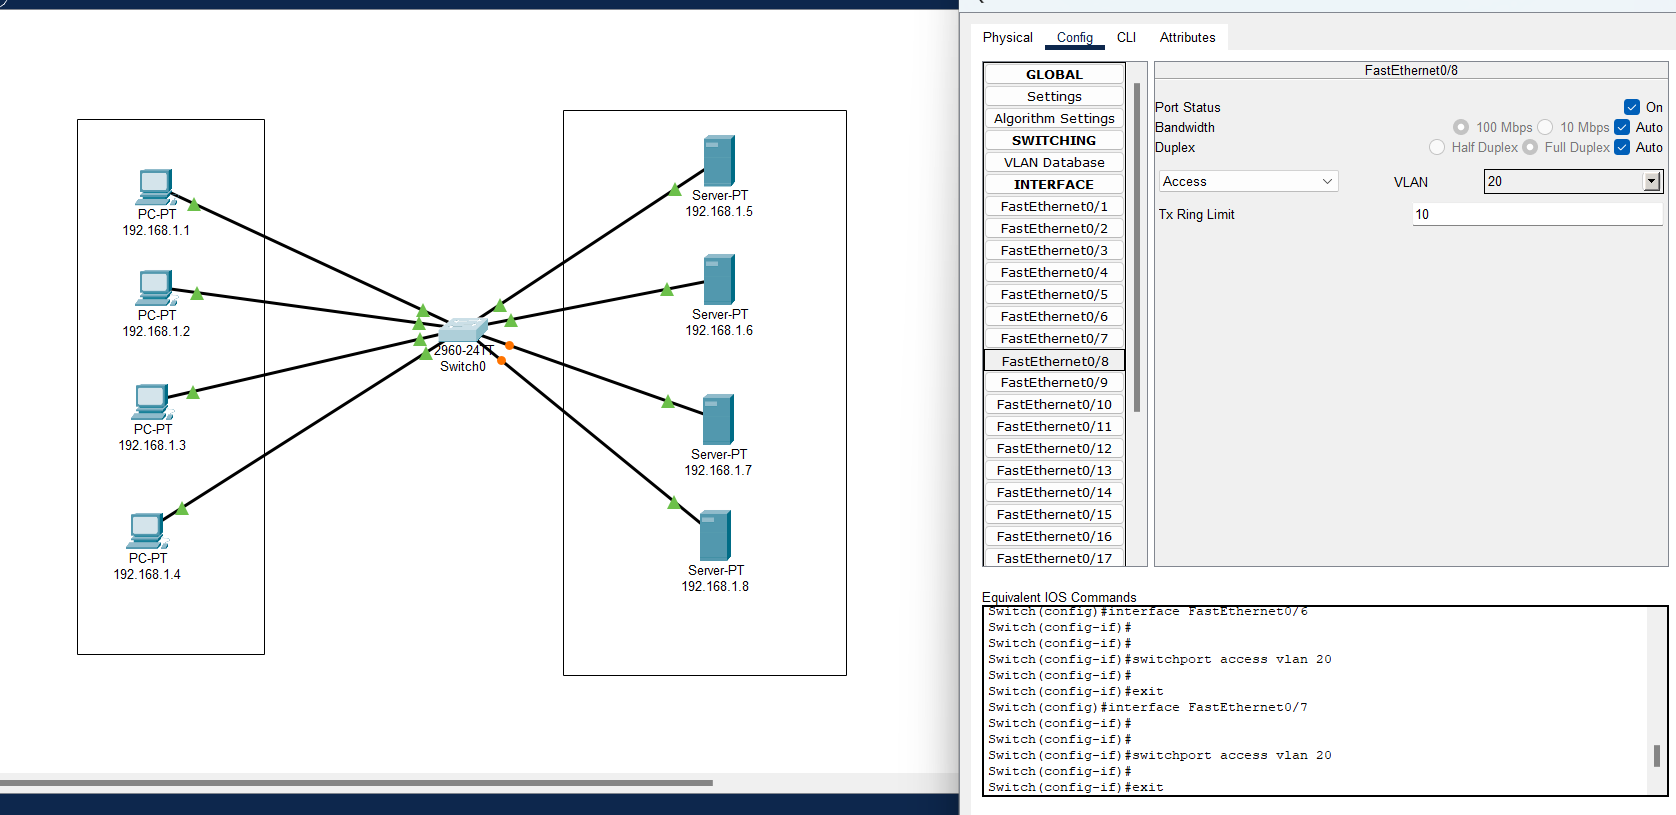 Physical
Config
CLI
Attributes
GLOBAL
Settings
Algorithm Settings
SWITCHING
VLAN Database
INTERFACE
FastEthernet0/1
FastEthernet0/2
FastEthernet0/3
FastEthernet0/4
FastEthernet0/5
FastEthernet0/6
FastEthernet0/7
FastEthernet0/8
FastEthernet0/9
FastEthernet0/10
FastEthernet0/11
FastEthernet0/12
FastEthernet0/13
FastEthernet0/14
FastEthernet0/15
FastEthernet0/16
FastEthernet0/17
FastEthernet0/8
Port Status On
Bandwidth 100 Mbps 10 Mbps Auto
Duplex Half Duplex Full Duplex Auto
Access VLAN 20
Tx Ring Limit 10
Equivalent IOS Commands
Switch(config)#interface FastEthernet0/6
Switch(config-if)#
Switch(config-if)#
Switch(config-if)#switchport access vlan 20
Switch(config-if)#
Switch(config-if)#exit
Switch(config)#interface FastEthernet0/7
Switch(config-if)#
Switch(config-if)#
Switch(config-if)#switchport access vlan 20
Switch(config-if)#
Switch(config-if)#exit
PC-PT
192.168.1.1
PC-PT
192.168.1.2
PC-PT
192.168.1.3
PC-PT
192.168.1.4
2960-24TT
Switch0
Server-PT
192.168.1.5
Server-PT
192.168.1.6
Server-PT
192.168.1.7
Server-PT
192.168.1.8